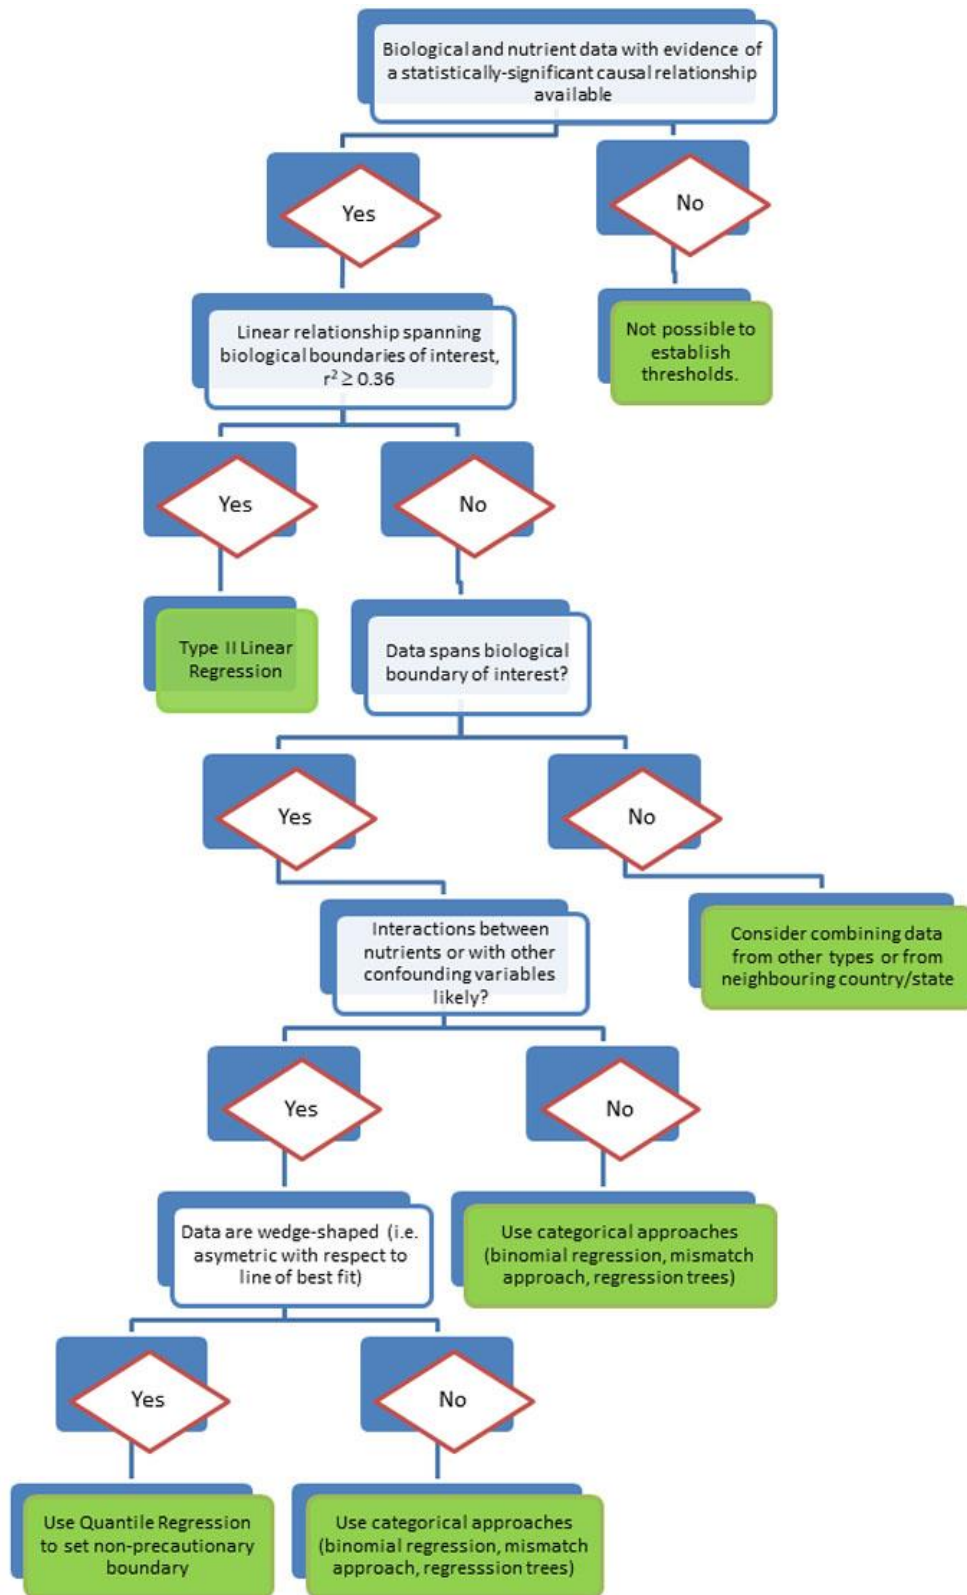 Biological and nutrient data with evidence of
a statistically-significant causal relationship
available
Yes
No
Linear relationship spanning
biological boundaries of interest,
r² ≥ 0.36
Not possible to
establish
thresholds.
Yes
No
Type II Linear
Regression
Data spans biological
boundary of interest?
Yes
No
Interactions between
nutrients or with other
confounding variables
likely?
Consider combining data
from other types or from
neighbouring country/state
Yes
No
Data are wedge-shaped (i.e.
asymetric with respect to
line of best fit)
Use categorical approaches
(binomial regression, mismatch
approach, regression trees)
Yes
No
Use Quantile Regression
to set non-precautionary
boundary
Use categorical approaches
(binomial regression, mismatch
approach, regresssion trees)